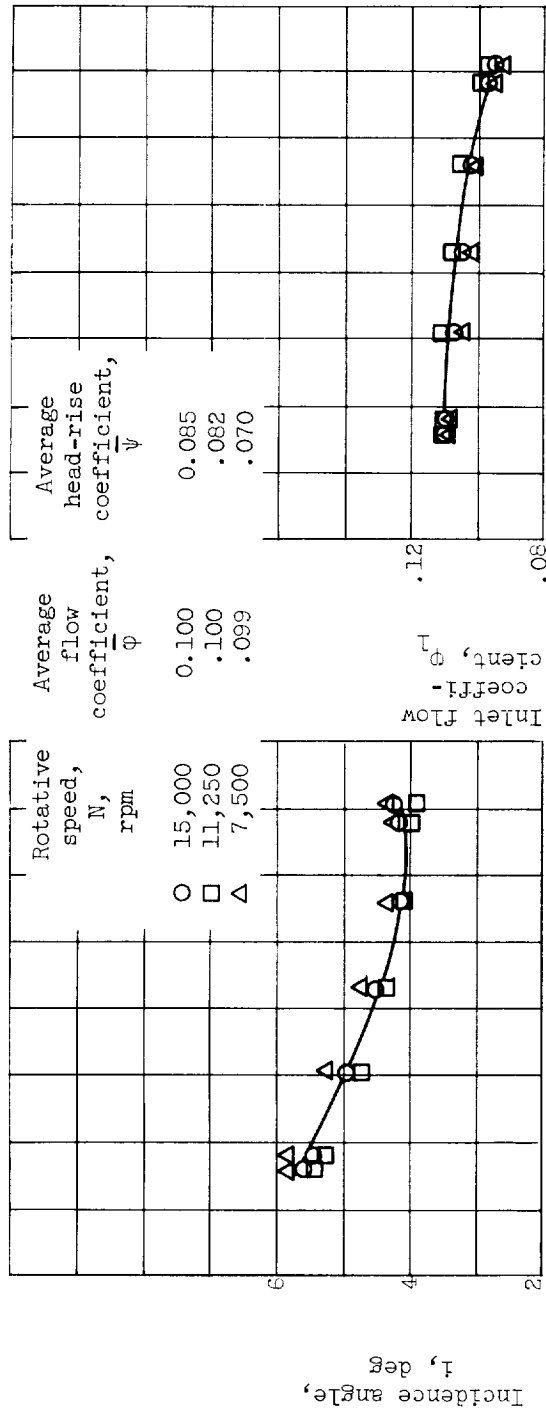 Rotative
speed,
N,
rpm
Average
flow
coefficient,
φ̅
Average
head-rise
coefficient,
ψ̅
○ 15,000 0.100 0.085
□ 11,250 .100 .082
△ 7,500 .099 .070
Incidence angle,
i, deg
6
4
2
Inlet flow
coeffi-
cient, φ1
.12
.08